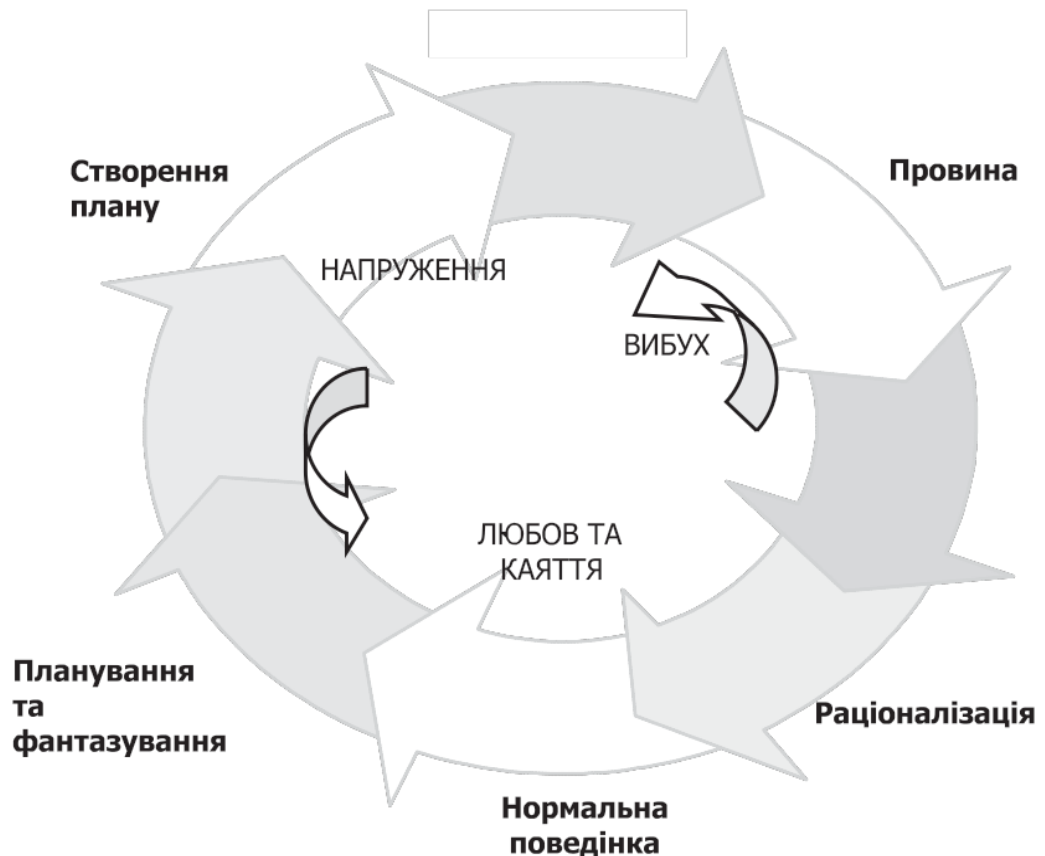 Створення
плану
Провина
НАПРУЖЕННЯ
ВИБУХ
ЛЮБОВ ТА
КАЯТТЯ
Планування
та
фантазування
Раціоналізація
Нормальна
поведінка